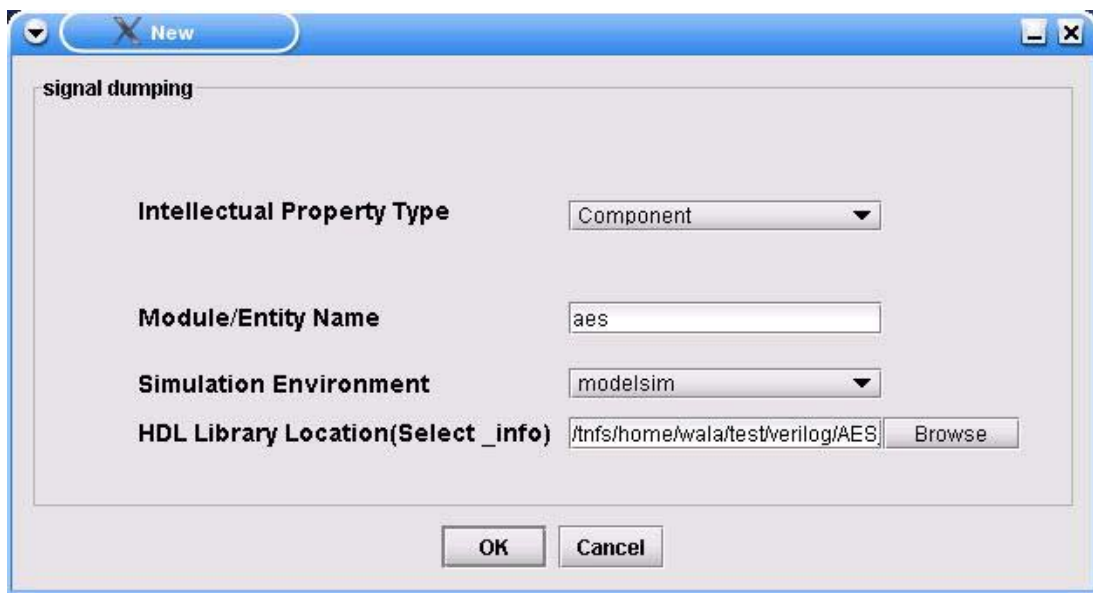 New
signal dumping
Intellectual Property Type Component
Module/Entity Name aes
Simulation Environment modelsim
HDL Library Location(Select _info) /tnfs/home/wala/test/verilog/AES Browse
OK Cancel